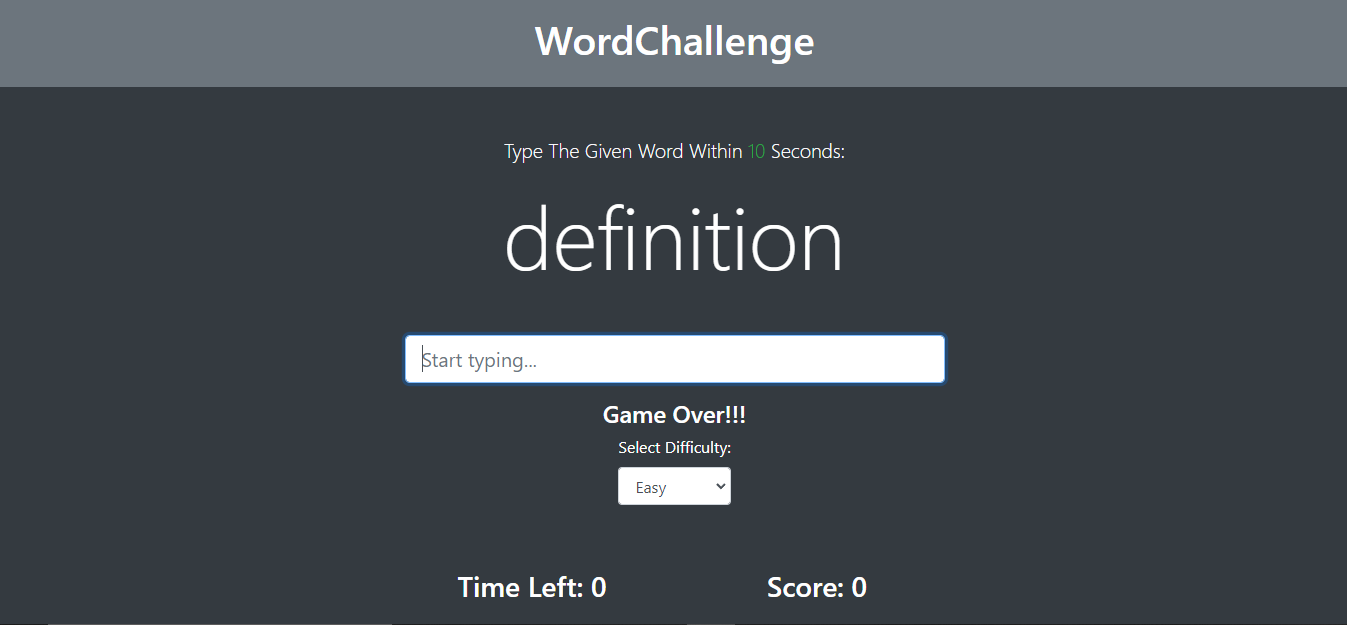 WordChallenge
Type The Given Word Within 10 Seconds:
definition
Start typing...
Game Over!!!
Select Difficulty:
Easy
Time Left: 0 Score: 0